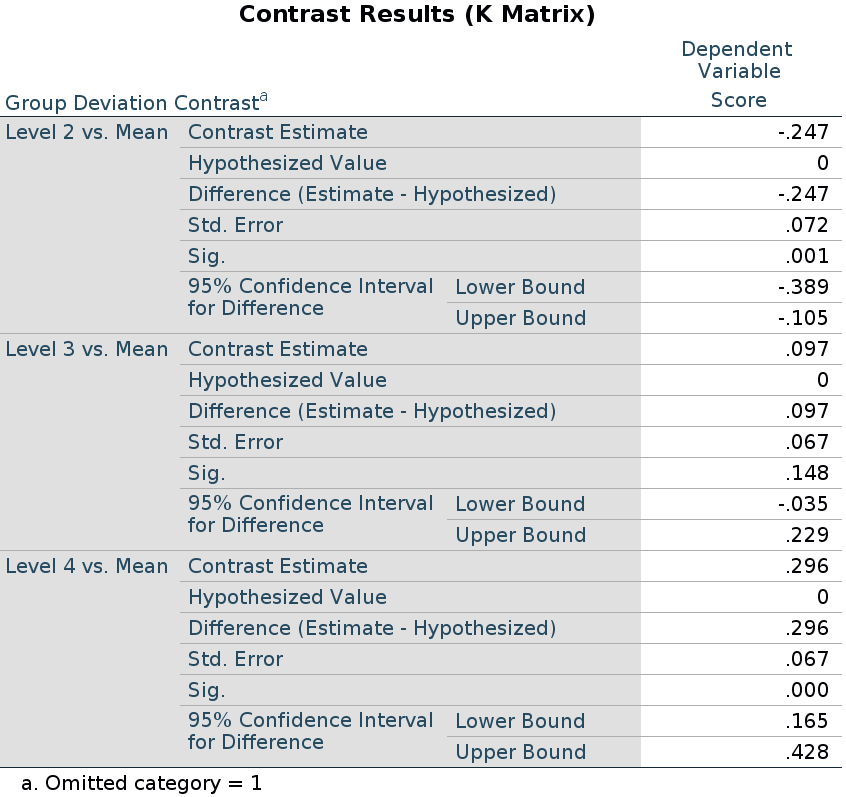 Contrast Results (K Matrix)
Dependent
Variable
Group Deviation Contrastᵃ Score
Level 2 vs. Mean Contrast Estimate -.247
Hypothesized Value 0
Difference (Estimate - Hypothesized) -.247
Std. Error .072
Sig. .001
95% Confidence Interval for Difference Lower Bound -.389
Upper Bound -.105
Level 3 vs. Mean Contrast Estimate .097
Hypothesized Value 0
Difference (Estimate - Hypothesized) .097
Std. Error .067
Sig. .148
95% Confidence Interval for Difference Lower Bound -.035
Upper Bound .229
Level 4 vs. Mean Contrast Estimate .296
Hypothesized Value 0
Difference (Estimate - Hypothesized) .296
Std. Error .067
Sig. .000
95% Confidence Interval for Difference Lower Bound .165
Upper Bound .428
a. Omitted category = 1